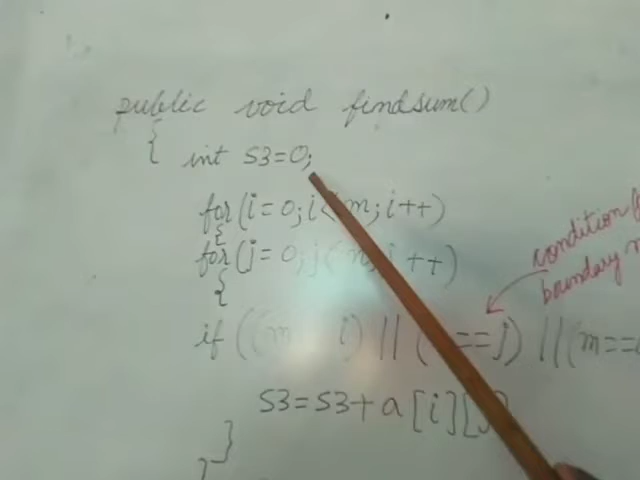 public void findsum()
{ int S3=0;
for(i=0;i< m; i++)
{
for(j=0;j< n; ++)
{
condition
boundary
if ((m i) || ( ==j) || (m==
S3=S3+a[i][j]
}
}